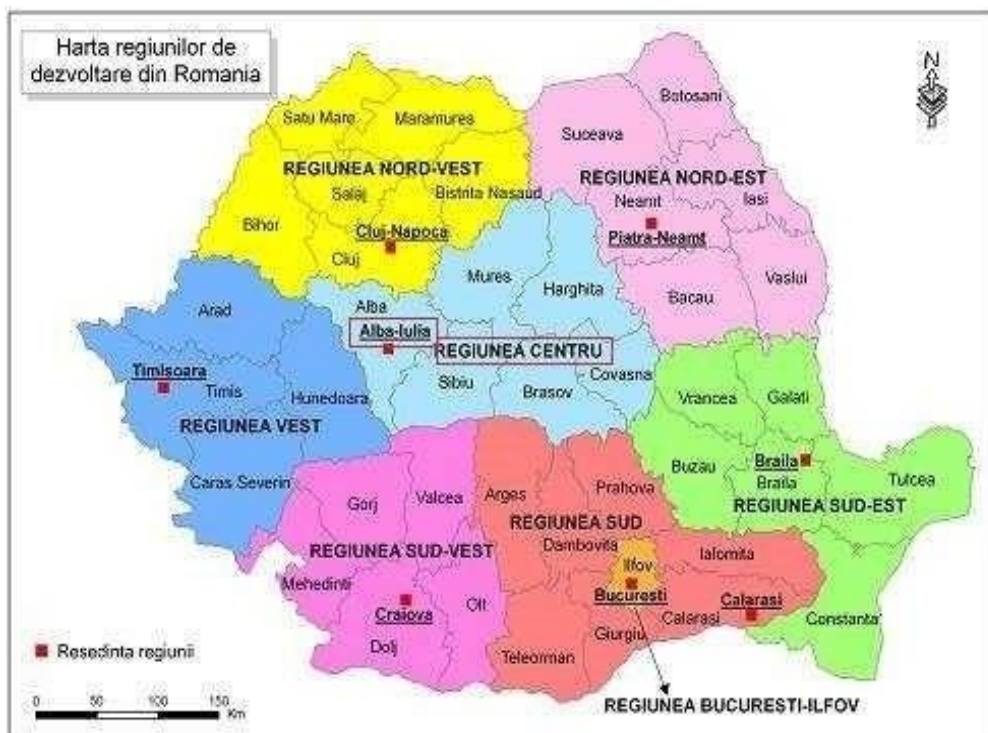 Harta regiunilor de
dezvoltare din Romania
N
Botosani
Satu Mare
Maramures
Suceava
REGIUNEA NORD-VEST
REGIUNEA NORD-EST
Salaj
Bistrita Nasaud
Neamt
Iasi
Bihor
Cluj-Napoca
Piatra-Neamt
Cluj
Mures
Harghita
Bacau
Vaslui
Arad
Alba
Alba-Iulia
REGIUNEA CENTRU
Timisoara
Timis
Hunedoara
Sibiu
Brasov
Covasna
Vrancea
Galati
REGIUNEA VEST
Caras Severin
Gorj
Valcea
Arges
Prahova
Buzau
Braila
Braila
Tulcea
REGIUNEA SUD-EST
REGIUNEA SUD
REGIUNEA SUD-VEST
Dambovita
Ialomita
Ilfov
Mehedinti
Craiova
Olt
Bucuresti
Calarasi
Calarasi
Constanta
Dolj
Giurgiu
Teleorman
Resedinta regiunii
0 50 100 150
Km
REGIUNEA BUCURESTI-ILFOV